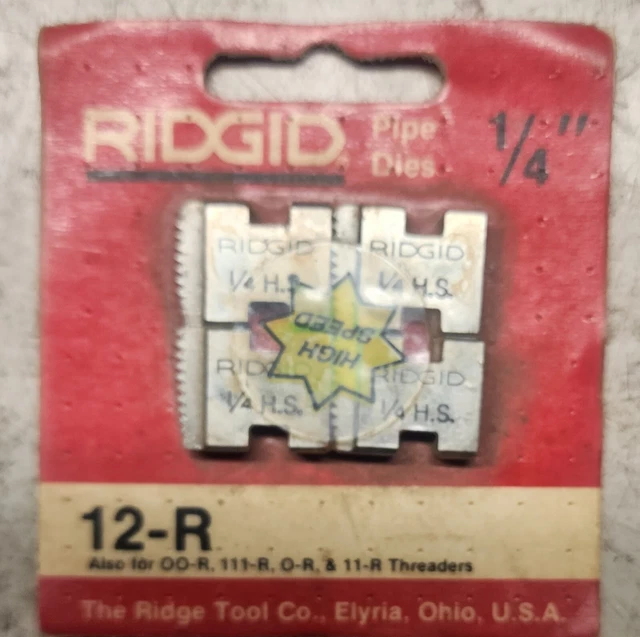 RIDGID
Pipe
Dies
1/4"
RIDGID
1/4 H.S.
RIDGID
1/4 H.S.
HIGH
SPEED
RIDGID
1/4 H.S.
RIDGID
1/4 H.S.
12-R
Also for OO-R, 111-R, O-R, & 11-R Threaders
The Ridge Tool Co., Elyria, Ohio, U.S.A.